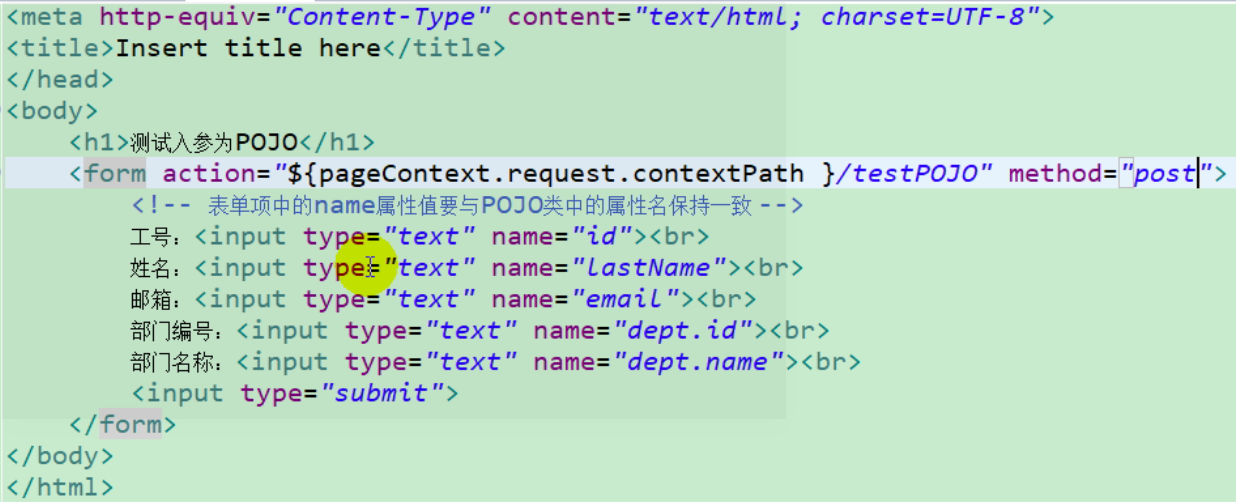 <meta http-equiv="Content-Type" content="text/html; charset=UTF-8">
<title>Insert title here</title>
</head>
<body>
<h1>测试入参为POJO</h1>
<form action="${pageContext.request.contextPath }/testPOJO" method="post">
<!-- 表单项中的name属性值要与POJO类中的属性名保持一致 -->
工号：<input type="text" name="id"><br>
姓名：<input type="text" name="lastName"><br>
邮箱：<input type="text" name="email"><br>
部门编号：<input type="text" name="dept.id"><br>
部门名称：<input type="text" name="dept.name"><br>
<input type="submit">
</form>
</body>
</html>